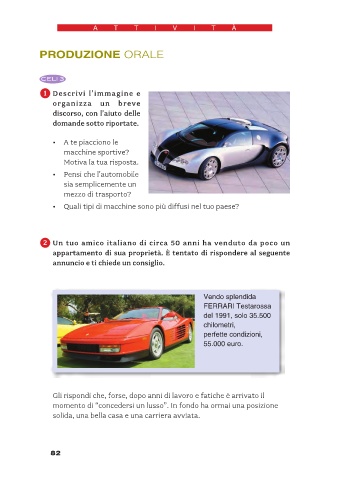 ATTIVITÀ
PRODUZIONE ORALE
CELI 3
1 Descrivi l'immagine e
organizza un breve
discorso, con l'aiuto delle
domande sotto riportate.
• A te piacciono le
macchine sportive?
Motiva la tua risposta.
• Pensi che l'automobile
sia semplicemente un
mezzo di trasporto?
• Quali tipi di macchine sono più diffusi nel tuo paese?
2 Un tuo amico italiano di circa 50 anni ha venduto da poco un
appartamento di sua proprietà. È tentato di rispondere al seguente
annuncio e ti chiede un consiglio.
Vendo splendida
FERRARI Testarossa
del 1991, solo 35.500
chilometri,
perfette condizioni,
55.000 euro.
Gli rispondi che, forse, dopo anni di lavoro e fatiche è arrivato il
momento di "concedersi un lusso". In fondo ha ormai una posizione
solida, una bella casa e una carriera avviata.
82